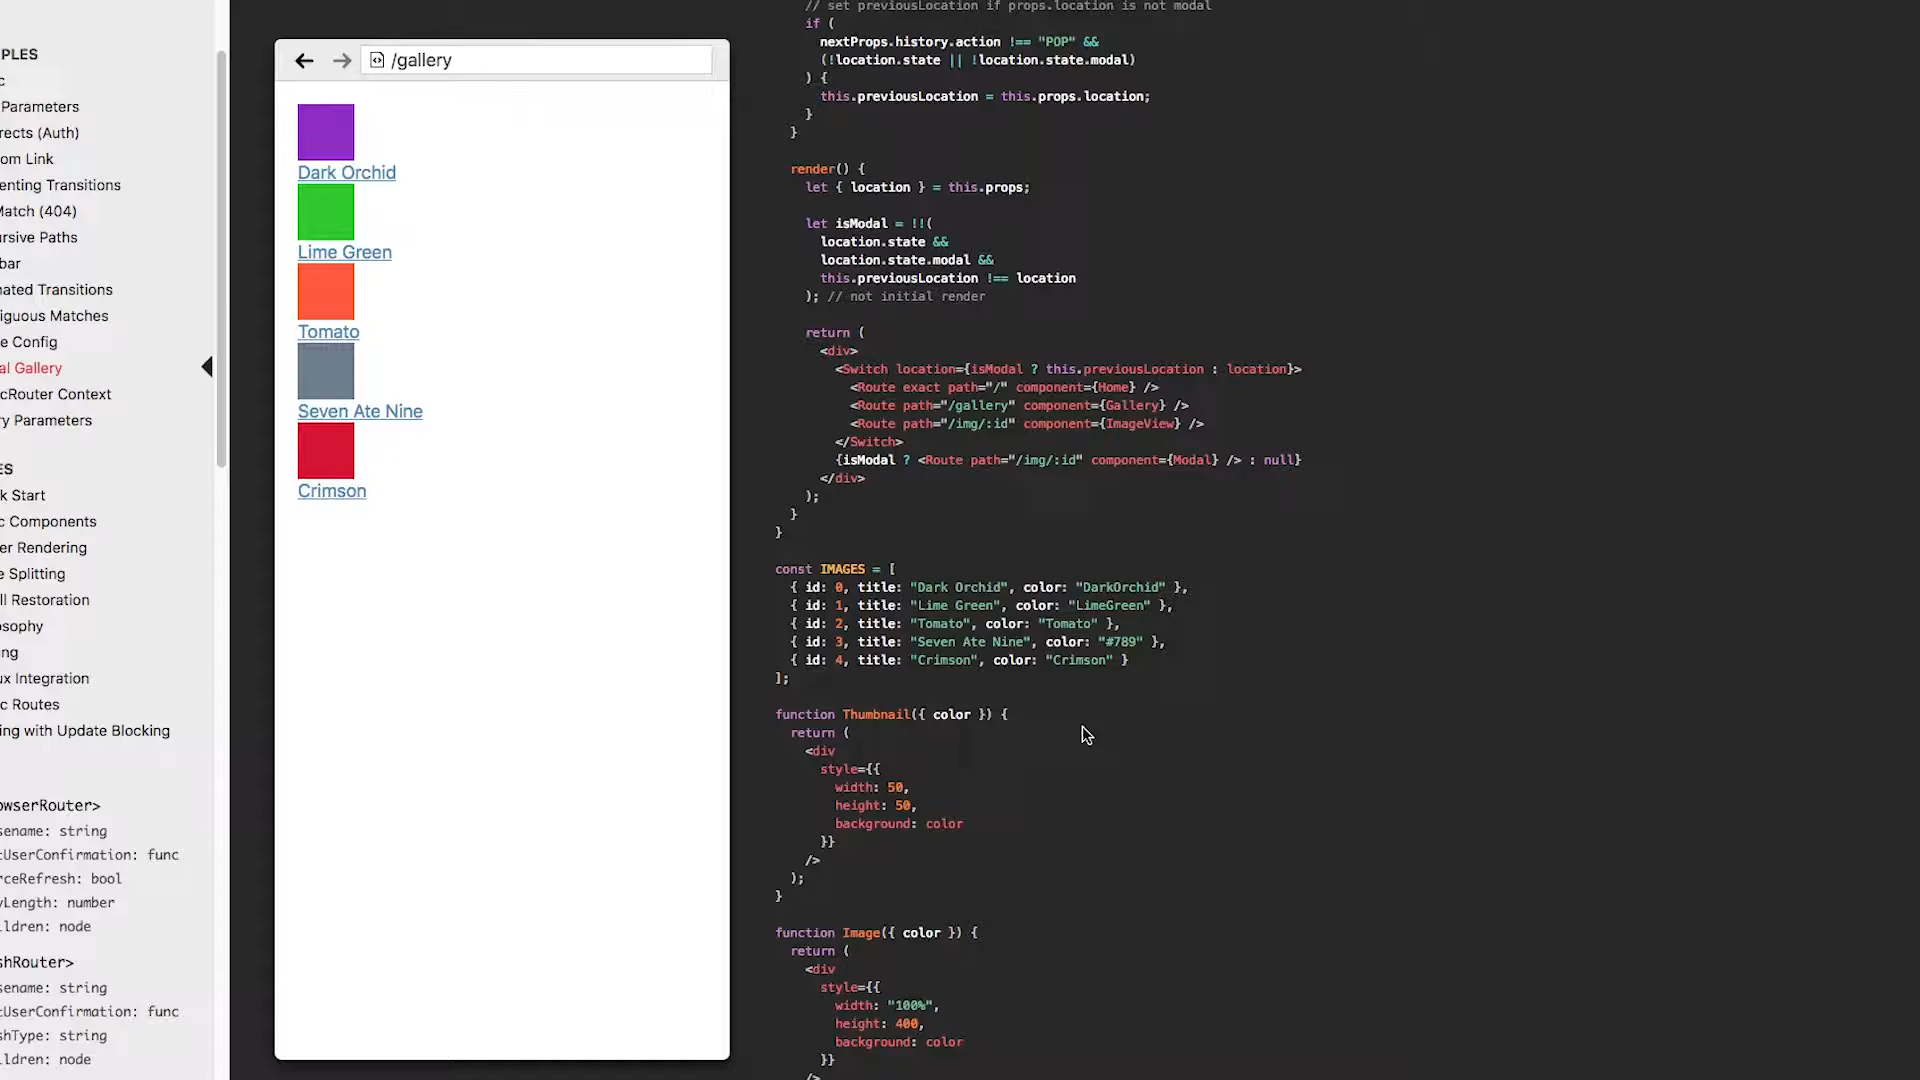 PLES
c
Parameters
rects (Auth)
om Link
enting Transitions
Match (404)
ursive Paths
bar
nated Transitions
iguous Matches
e Config
al Gallery
cRouter Context
ry Parameters
ES
k Start
c Components
er Rendering
e Splitting
ll Restoration
osophy
ng
ux Integration
c Routes
ing with Update Blocking
owserRouter>
sename: string
tUserConfirmation: func
rceRefresh: bool
yLength: number
ildren: node
shRouter>
sename: string
tUserConfirmation: func
shType: string
ildren: node
/gallery
Dark Orchid
Lime Green
Tomato
Seven Ate Nine
Crimson
// set previousLocation if props.location is not modal
if (
nextProps.history.action !== "POP" &&
(!location.state || !location.state.modal)
) {
this.previousLocation = this.props.location;
}
}
render() {
let { location } = this.props;
let isModal = !!(
location.state &&
location.state.modal &&
this.previousLocation !== location
); // not initial render
return (
<div>
<Switch location={isModal ? this.previousLocation : location}>
<Route exact path="/" component={Home} />
<Route path="/gallery" component={Gallery} />
<Route path="/img/:id" component={ImageView} />
</Switch>
{isModal ? <Route path="/img/:id" component={Modal} /> : null}
</div>
);
}
}
const IMAGES = [
{ id: 0, title: "Dark Orchid", color: "DarkOrchid" },
{ id: 1, title: "Lime Green", color: "LimeGreen" },
{ id: 2, title: "Tomato", color: "Tomato" },
{ id: 3, title: "Seven Ate Nine", color: "#789" },
{ id: 4, title: "Crimson", color: "Crimson" }
];
function Thumbnail({ color }) {
return (
<div
style={{
width: 50,
height: 50,
background: color
}}
/>
);
}
function Image({ color }) {
return (
<div
style={{
width: "100%",
height: 400,
background: color
}}
/>